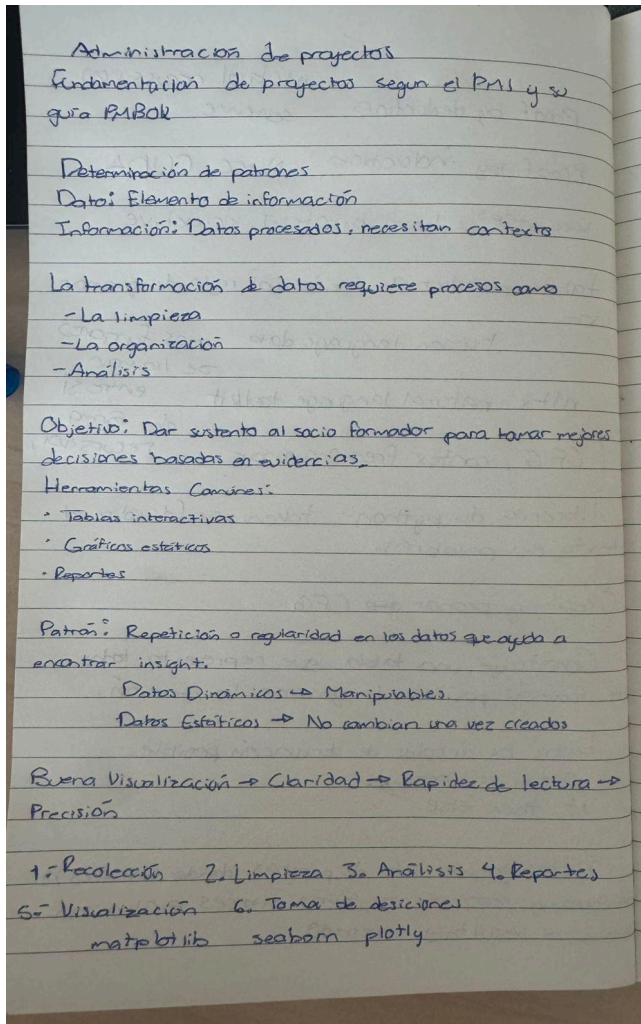 Administración de proyectos
Fundamentación de proyectos segun el PMI y su
guía PMBOK
Determinación de patrones
Dato: Elemento de información
Información: Datos procesados, necesitan contexto
La transformación de datos requiere procesos como
- La limpieza
- La organización
- Análisis
Objetivo: Dar sustento al socio formador para tomar mejores
decisiones basadas en evidencias.
Herramientas Comunes:
· Tablas interactivas
· Gráficos estáticos
· Reportes
Patrón: Repetición o regularidad en los datos que ayuda a
encontrar insight.
Datos Dinámicos → Manipulables
Datos Estáticos → No cambian una vez creados
Buena Visualización → Claridad → Rapidez de lectura →
Precisión
1.- Recolección 2. Limpieza 3. Análisis 4. Reportes
5.- Visualización 6. Toma de desiciones
matplotlib seaborn plotly